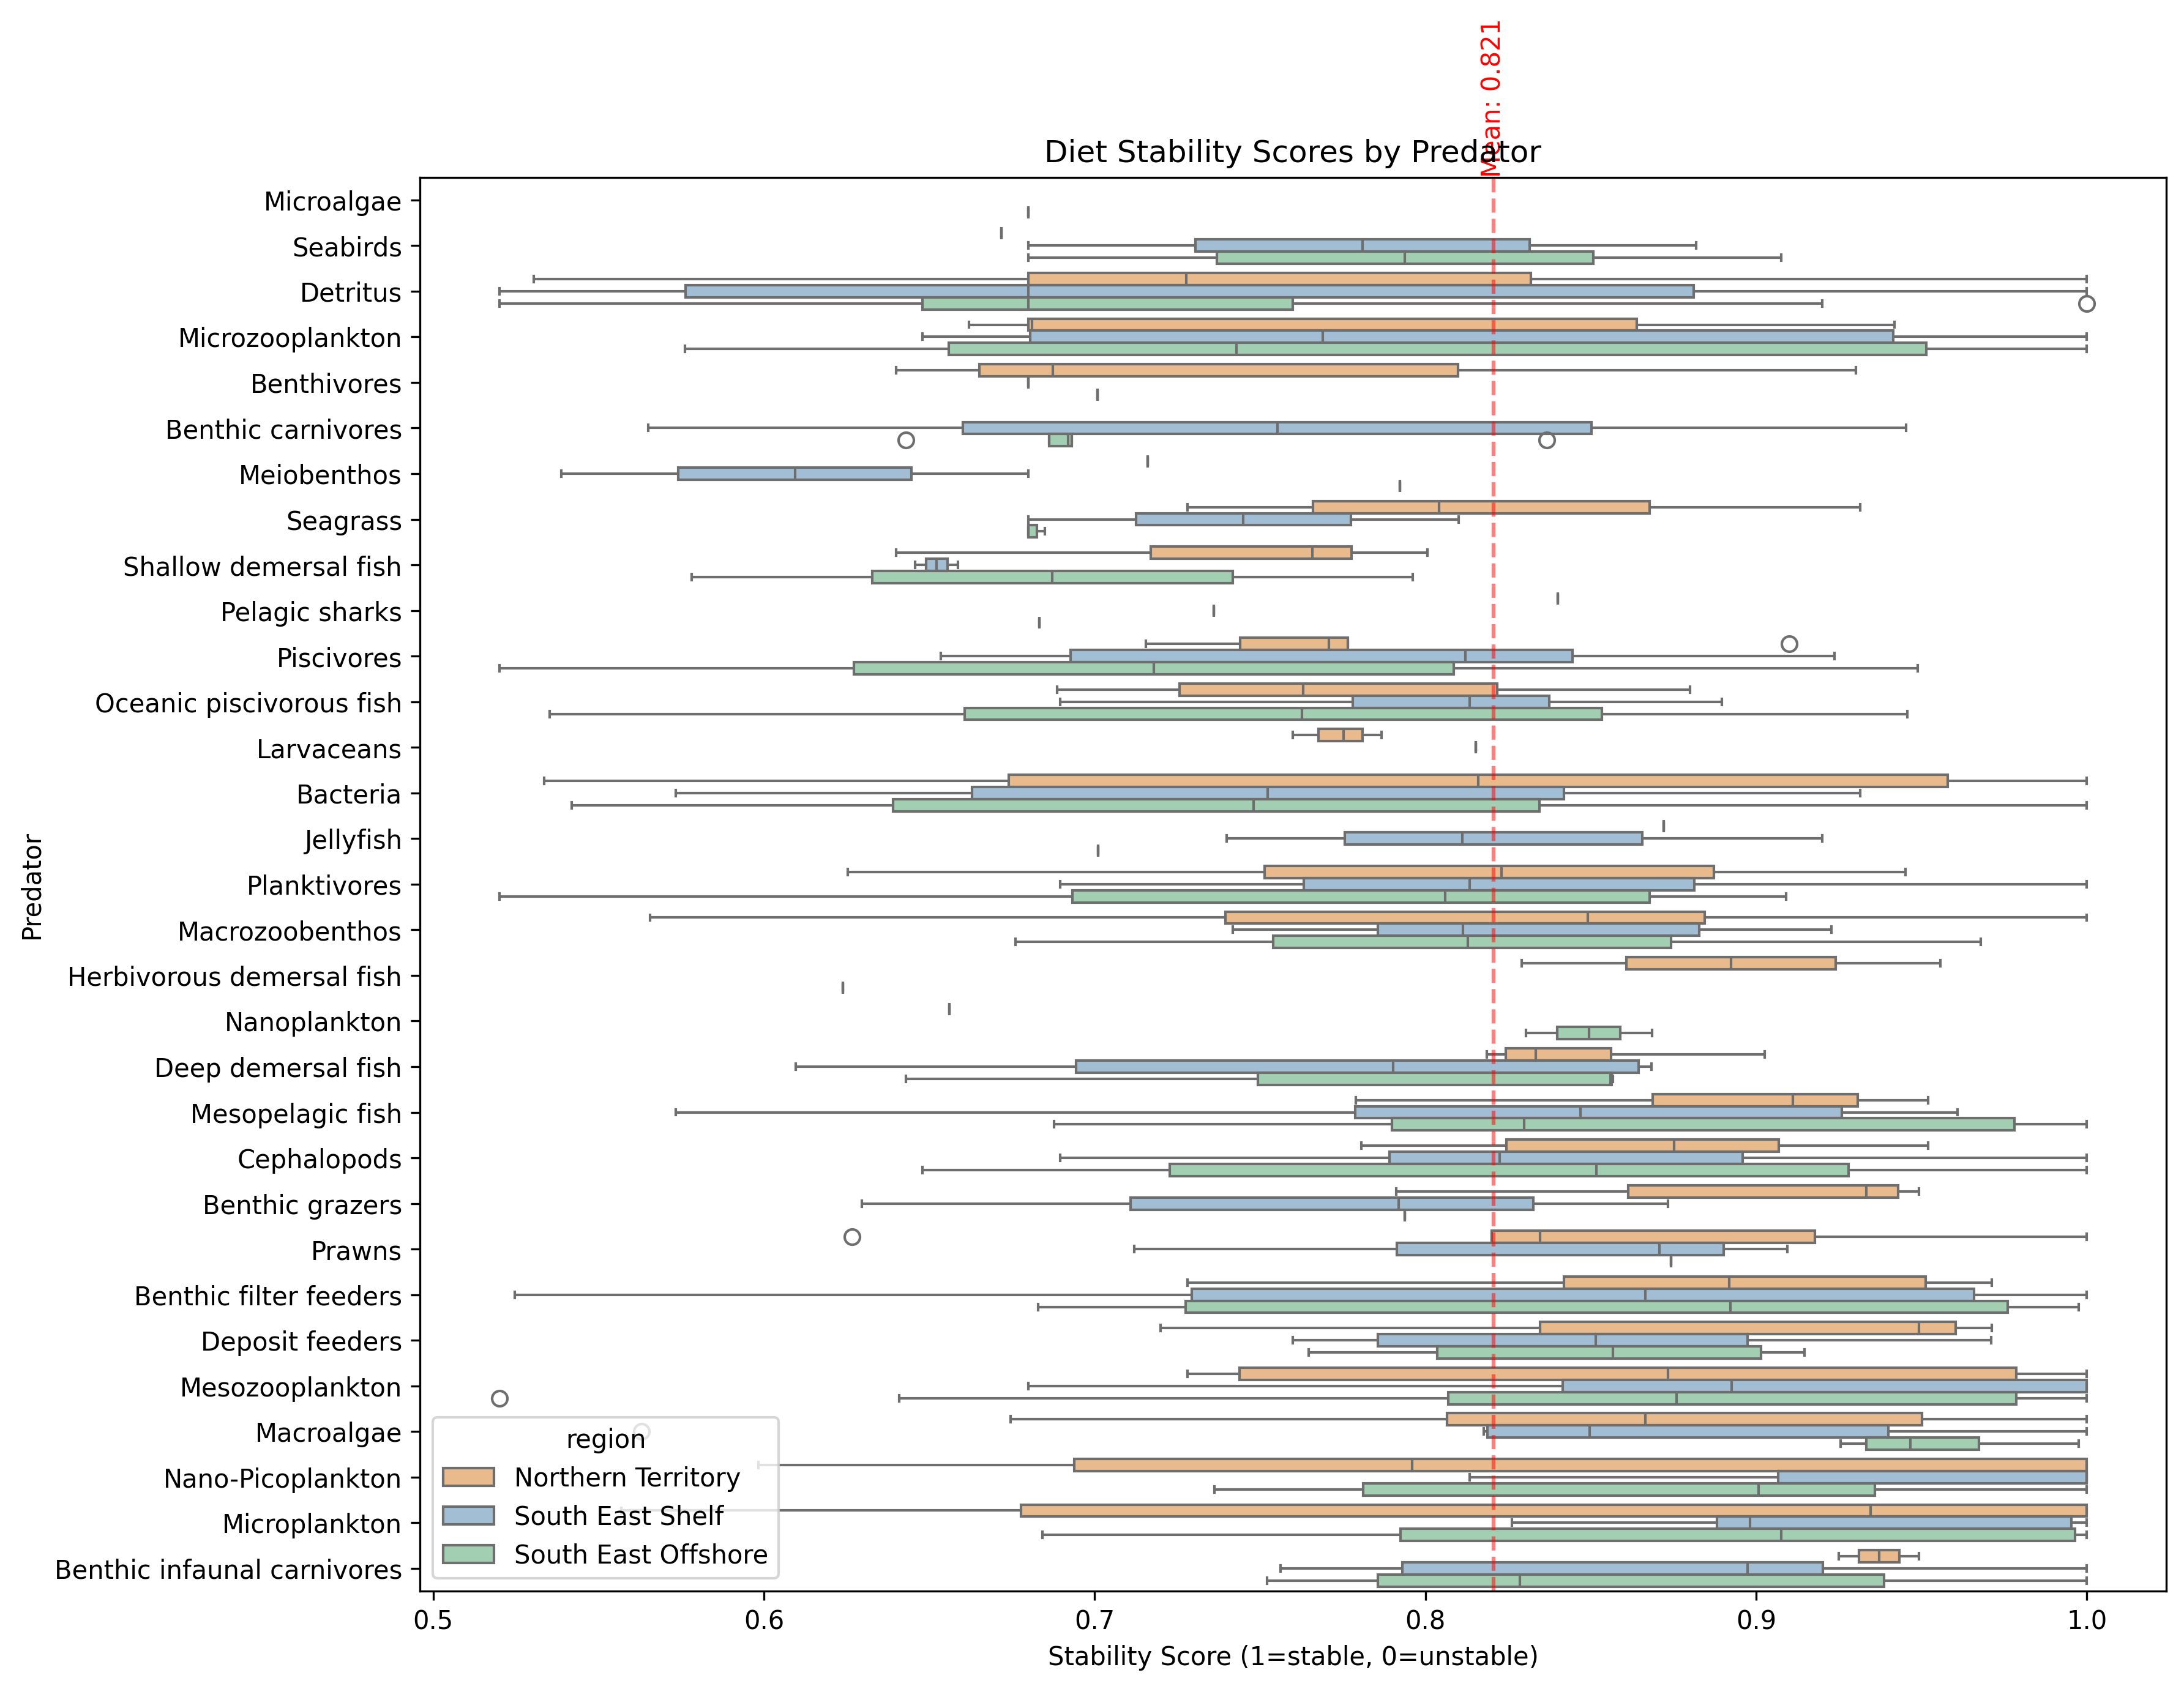 Mean: 0.821
Diet Stability Scores by Predator
Predator
Microalgae
Seabirds
Detritus
Microzooplankton
Benthivores
Benthic carnivores
Meiobenthos
Seagrass
Shallow demersal fish
Pelagic sharks
Piscivores
Oceanic piscivorous fish
Larvaceans
Bacteria
Jellyfish
Planktivores
Macrozoobenthos
Herbivorous demersal fish
Nanoplankton
Deep demersal fish
Mesopelagic fish
Cephalopods
Benthic grazers
Prawns
Benthic filter feeders
Deposit feeders
Mesozooplankton
Macroalgae
Nano-Picoplankton
Microplankton
Benthic infaunal carnivores
region
Northern Territory
South East Shelf
South East Offshore
0.5 0.6 0.7 0.8 0.9 1.0
Stability Score (1=stable, 0=unstable)